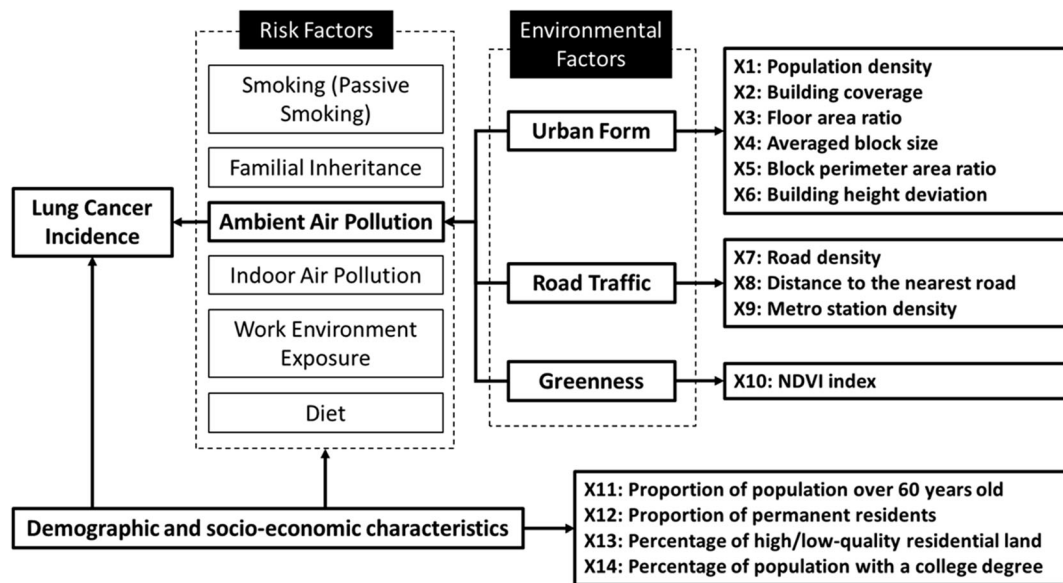 Risk Factors
Smoking (Passive
Smoking)
Familial Inheritance
Ambient Air Pollution
Indoor Air Pollution
Work Environment
Exposure
Diet
Lung Cancer
Incidence
Environmental
Factors
Urban Form
Road Traffic
Greenness
X1: Population density
X2: Building coverage
X3: Floor area ratio
X4: Averaged block size
X5: Block perimeter area ratio
X6: Building height deviation
X7: Road density
X8: Distance to the nearest road
X9: Metro station density
X10: NDVI index
Demographic and socio-economic characteristics
X11: Proportion of population over 60 years old
X12: Proportion of permanent residents
X13: Percentage of high/low-quality residential land
X14: Percentage of population with a college degree